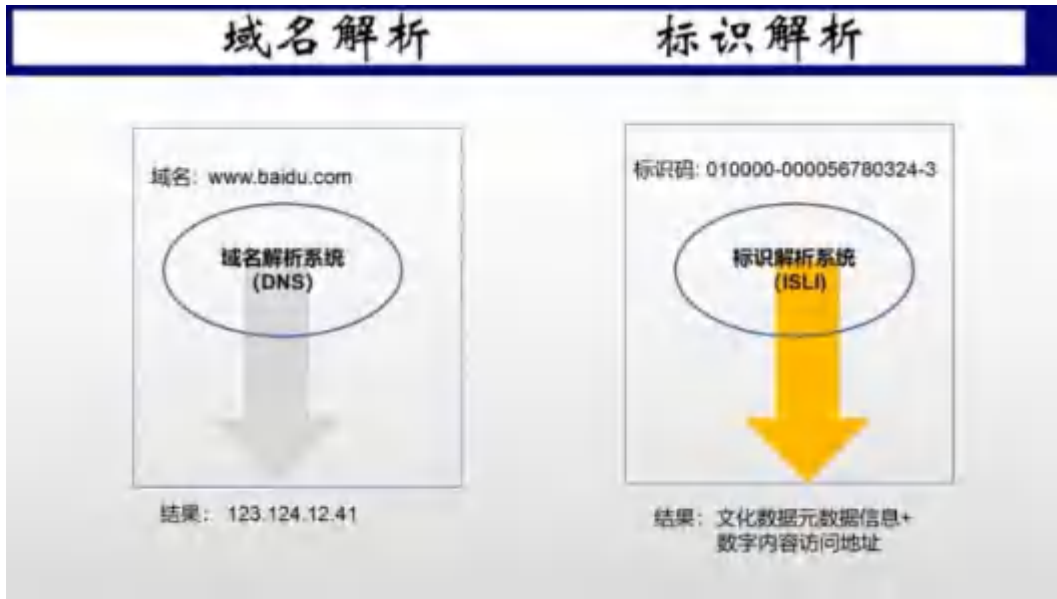 域名解析
标识解析
域名: www.baidu.com
域名解析系统
(DNS)
结果: 123.124.12.41
标识码: 010000-000056780324-3
标识解析系统
(ISLI)
结果: 文化数据元数据信息+
数字内容访问地址